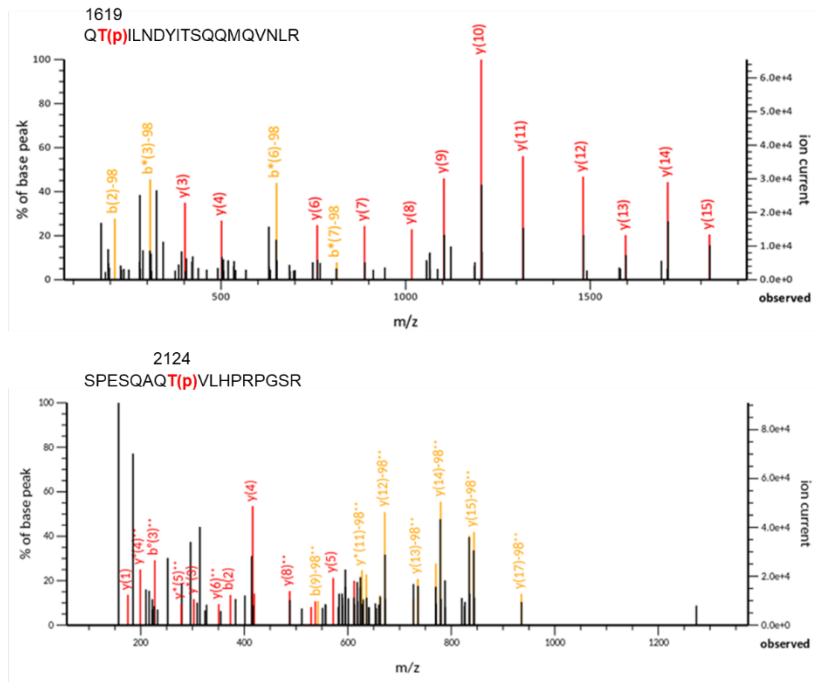 1619
QT(p)ILNDYITSQQMQVNLR
% of base peak
100
80
60
40
20
0
b(2)-98
b*(3)-98
y(3)
y(4)
b*(6)-98
y(6)
b*(7)-98
y(7)
y(8)
y(9)
y(10)
y(11)
y(12)
y(13)
y(14)
y(15)
6.0e+4
5.0e+4
4.0e+4
3.0e+4
2.0e+4
1.0e+4
0.0e+0
ion current
500
1000
1500
observed
m/z
2124
SPESQAQT(p)VLHPRPGSR
% of base peak
100
80
60
40
20
0
y(1)
y*(4)⁺⁺
b°(3)⁺⁺
y*(5)⁺⁺
y(6)⁺⁺
b(2)
y(4)
y(8)⁺⁺
b(9)-98⁺⁺
y(5)
y*(11)-98⁺⁺
y(12)-98⁺⁺
y(13)-98⁺⁺
y(14)-98⁺⁺
y(15)-98⁺⁺
y(17)-98⁺⁺
8.0e+4
6.0e+4
4.0e+4
2.0e+4
0.0e+0
ion current
200
400
600
800
1000
1200
observed
m/z